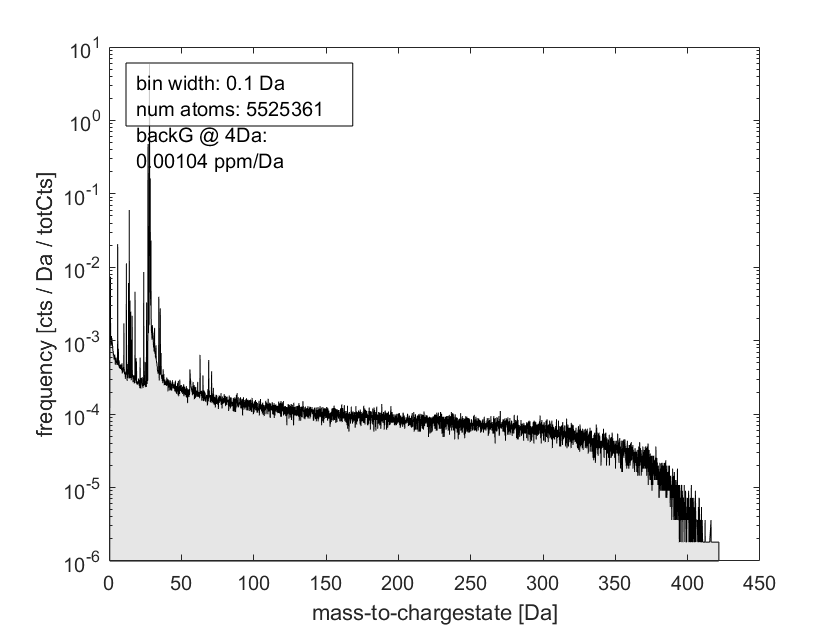 10^1
10^0
10^-1
10^-2
10^-3
10^-4
10^-5
10^-6
frequency [cts / Da / totCts]
bin width: 0.1 Da
num atoms: 5525361
backG @ 4Da:
0.00104 ppm/Da
0 50 100 150 200 250 300 350 400 450
mass-to-chargestate [Da]